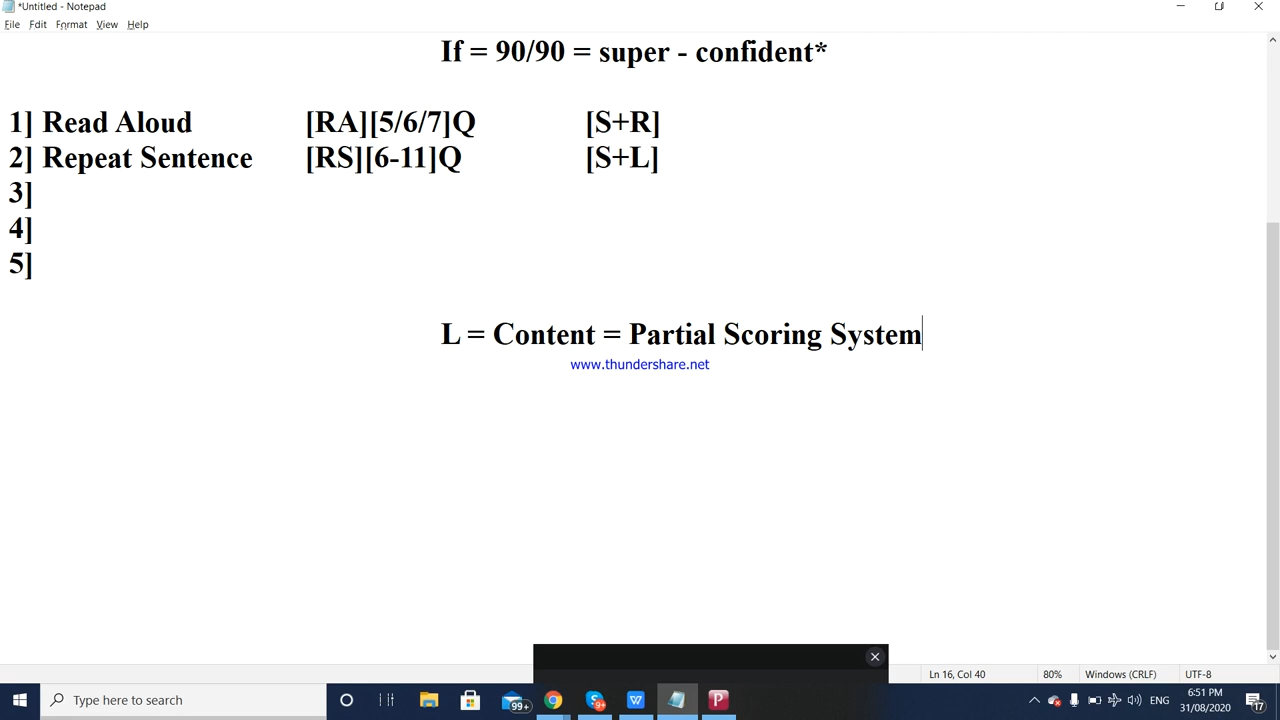 *Untitled - Notepad
File Edit Format View Help
If = 90/90 = super - confident*
1] Read Aloud [RA][5/6/7]Q [S+R]
2] Repeat Sentence [RS][6-11]Q [S+L]
3]
4]
5]
L = Content = Partial Scoring System
www.thundershare.net
Ln 16, Col 40 80% Windows (CRLF) UTF-8
Type here to search 99+ 9+ W P ENG 6:51 PM 31/08/2020 17